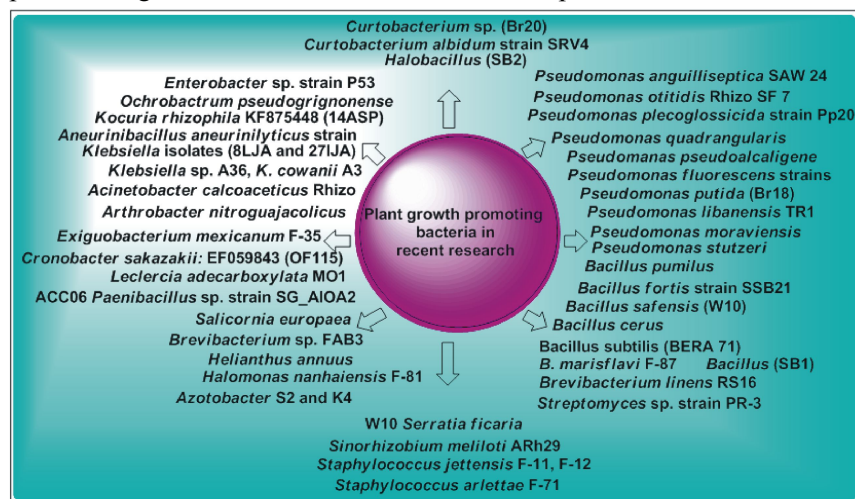 Curtobacterium sp. (Br20)
Curtobacterium albidum strain SRV4
Halobacillus (SB2)
Enterobacter sp. strain P53
Ochrobactrum pseudogrignonense
Kocuria rhizophila KF875448 (14ASP)
Aneurinibacillus aneurinilyticus strain
Klebsiella isolates (8LJA and 27IJA)
Klebsiella sp. A36, K. cowanii A3
Acinetobacter calcoaceticus Rhizo
Arthrobacter nitroguajacolicus
Exiguobacterium mexicanum F-35
Cronobacter sakazakii: EF059843 (OF115)
Leclercia adecarboxylata MO1
ACC06 Paenibacillus sp. strain SG_AIOA2
Salicornia europaea
Brevibacterium sp. FAB3
Helianthus annuus
Halomonas nanhaiensis F-81
Azotobacter S2 and K4
Plant growth promoting
bacteria in
recent research
Pseudomonas anguilliseptica SAW 24
Pseudomonas otitidis Rhizo SF 7
Pseudomonas plecoglossicida strain Pp20
Pseudomonas quadrangularis
Pseudomanas pseudoalcaligene
Pseudomonas fluorescens strains
Pseudomonas putida (Br18)
Pseudomonas libanensis TR1
Pseudomonas moraviensis
Pseudomonas stutzeri
Bacillus pumilus
Bacillus fortis strain SSB21
Bacillus safensis (W10)
Bacillus cerus
Bacillus subtilis (BERA 71)
B. marisflavi F-87 Bacillus (SB1)
Brevibacterium linens RS16
Streptomyces sp. strain PR-3
W10 Serratia ficaria
Sinorhizobium meliloti ARh29
Staphylococcus jettensis F-11, F-12
Staphylococcus arlettae F-71